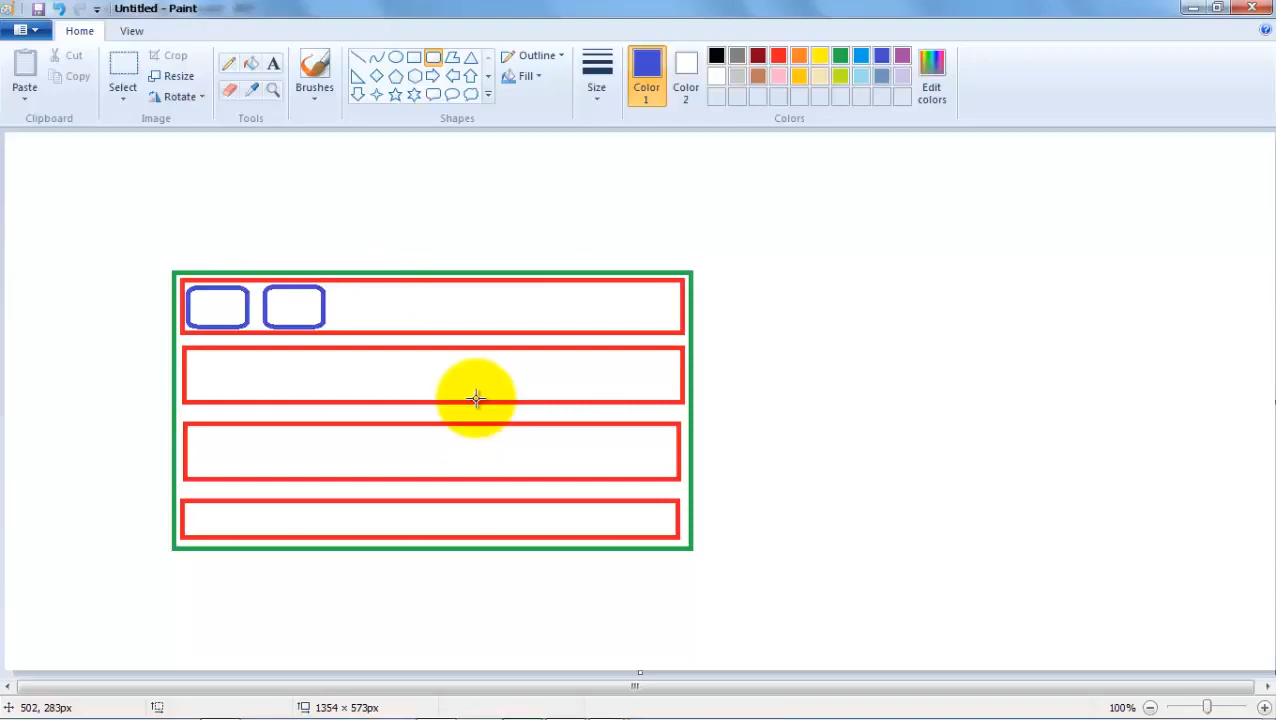 Untitled - Paint
Home View
Paste
Cut
Copy
Clipboard
Select
Crop
Resize
Rotate
Image
A
Tools
Brushes
Outline
Fill
Shapes
Size
Color 1
Color 2
Edit colors
Colors
502, 283px
1354 × 573px
100%